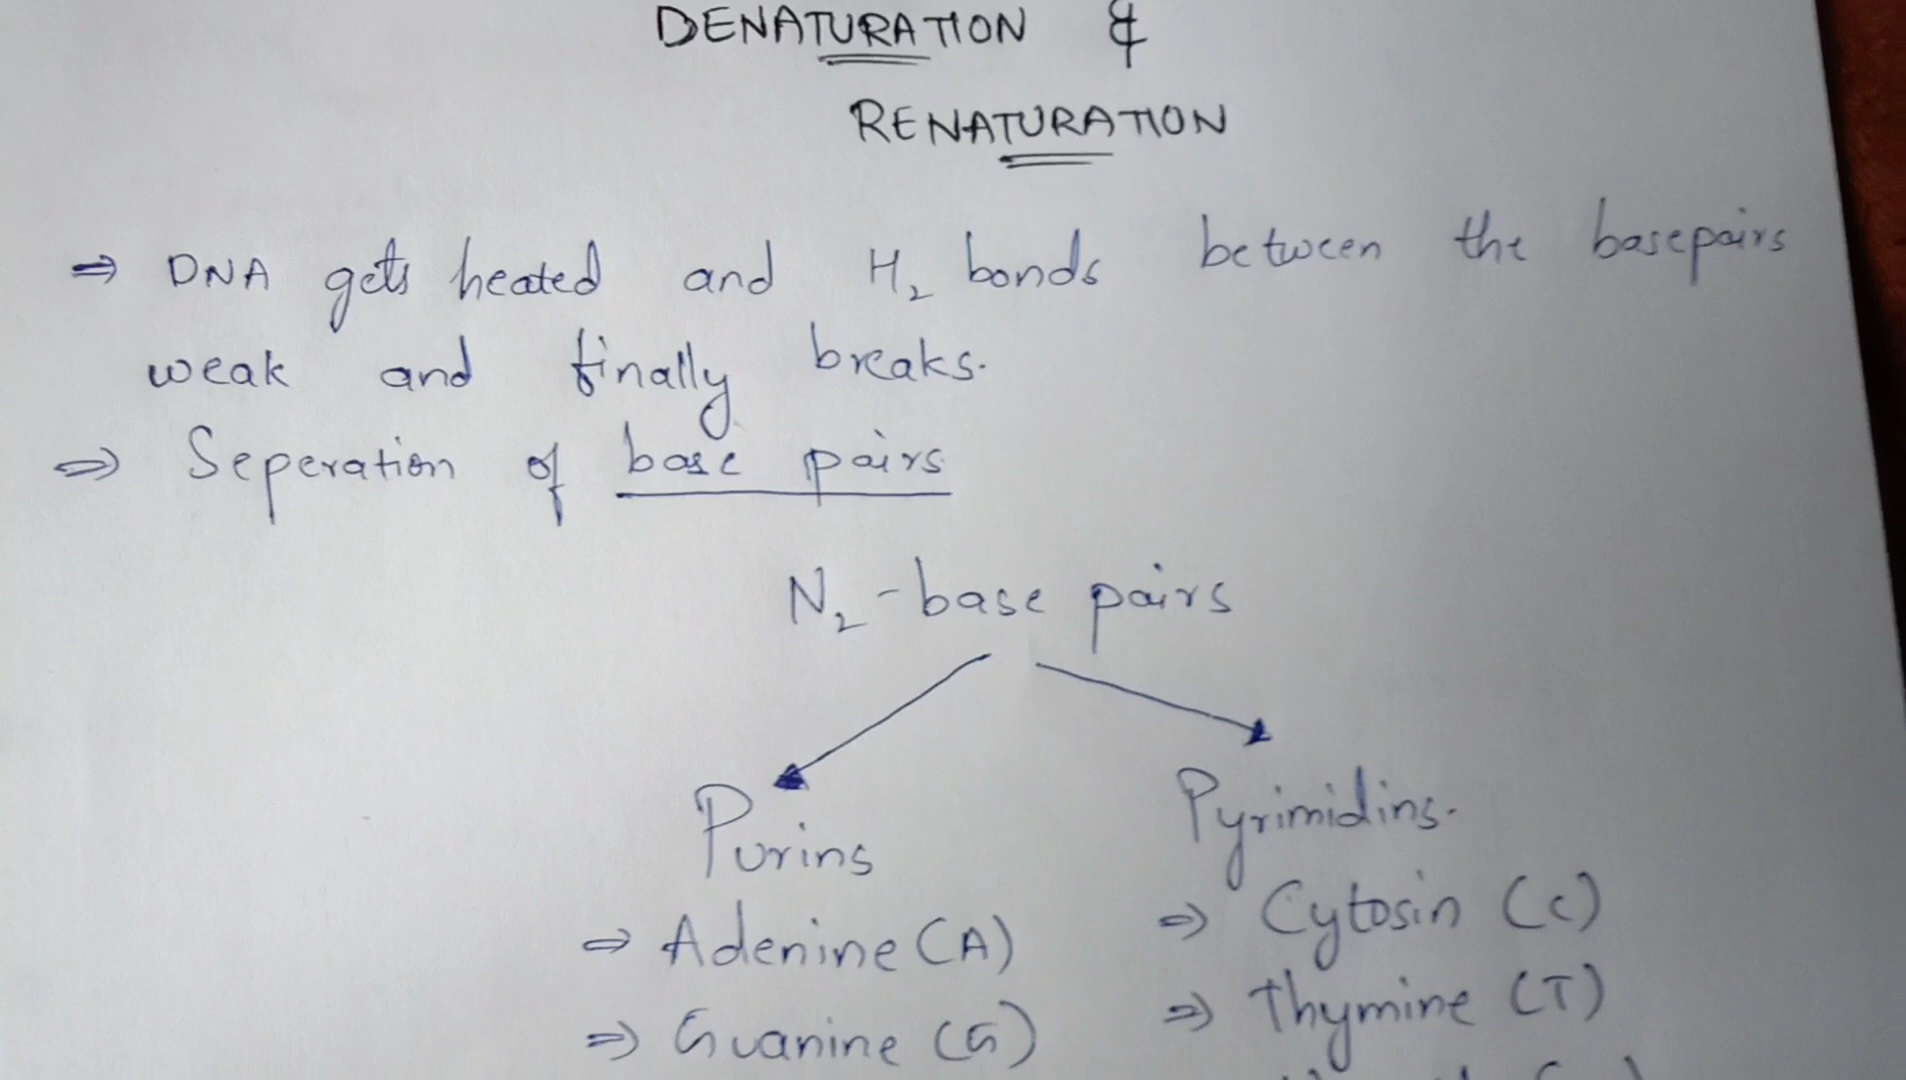 DENATURATION &
RENATURATION
⇒ DNA gets heated and H₂ bonds between the basepairs
weak and finally breaks.
⇒ Seperation of base pairs
N₂-base pairs
Purins
Pyrimidins.
⇒ Adenine (A)
⇒ Cytosin (C)
⇒ Guanine (G)
⇒ Thymine (T)